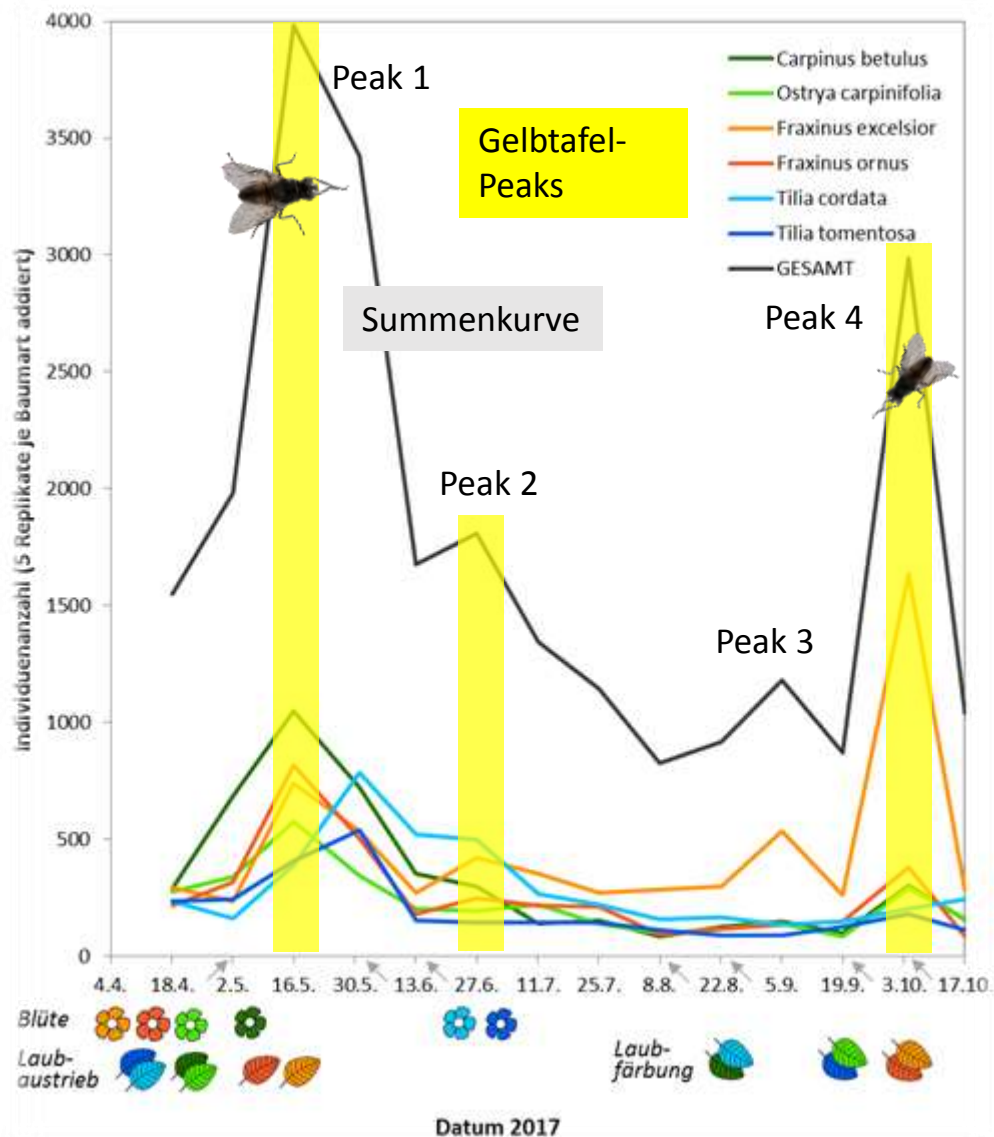 4000
3500
3000
2500
2000
1500
1000
500
0
Individuenanzahl (5 Replikate je Baumart addiert)
Peak 1
Gelbtafel-
Peaks
Carpinus betulus
Ostrya carpinifolia
Fraxinus excelsior
Fraxinus ornus
Tilia cordata
Tilia tomentosa
GESAMT
Summenkurve
Peak 4
Peak 2
Peak 3
4.4. 18.4. 2.5. 16.5. 30.5. 13.6. 27.6. 11.7. 25.7. 8.8. 22.8. 5.9. 19.9. 3.10. 17.10.
Blüte
Laub-
austrieb
Laub-
färbung
Datum 2017